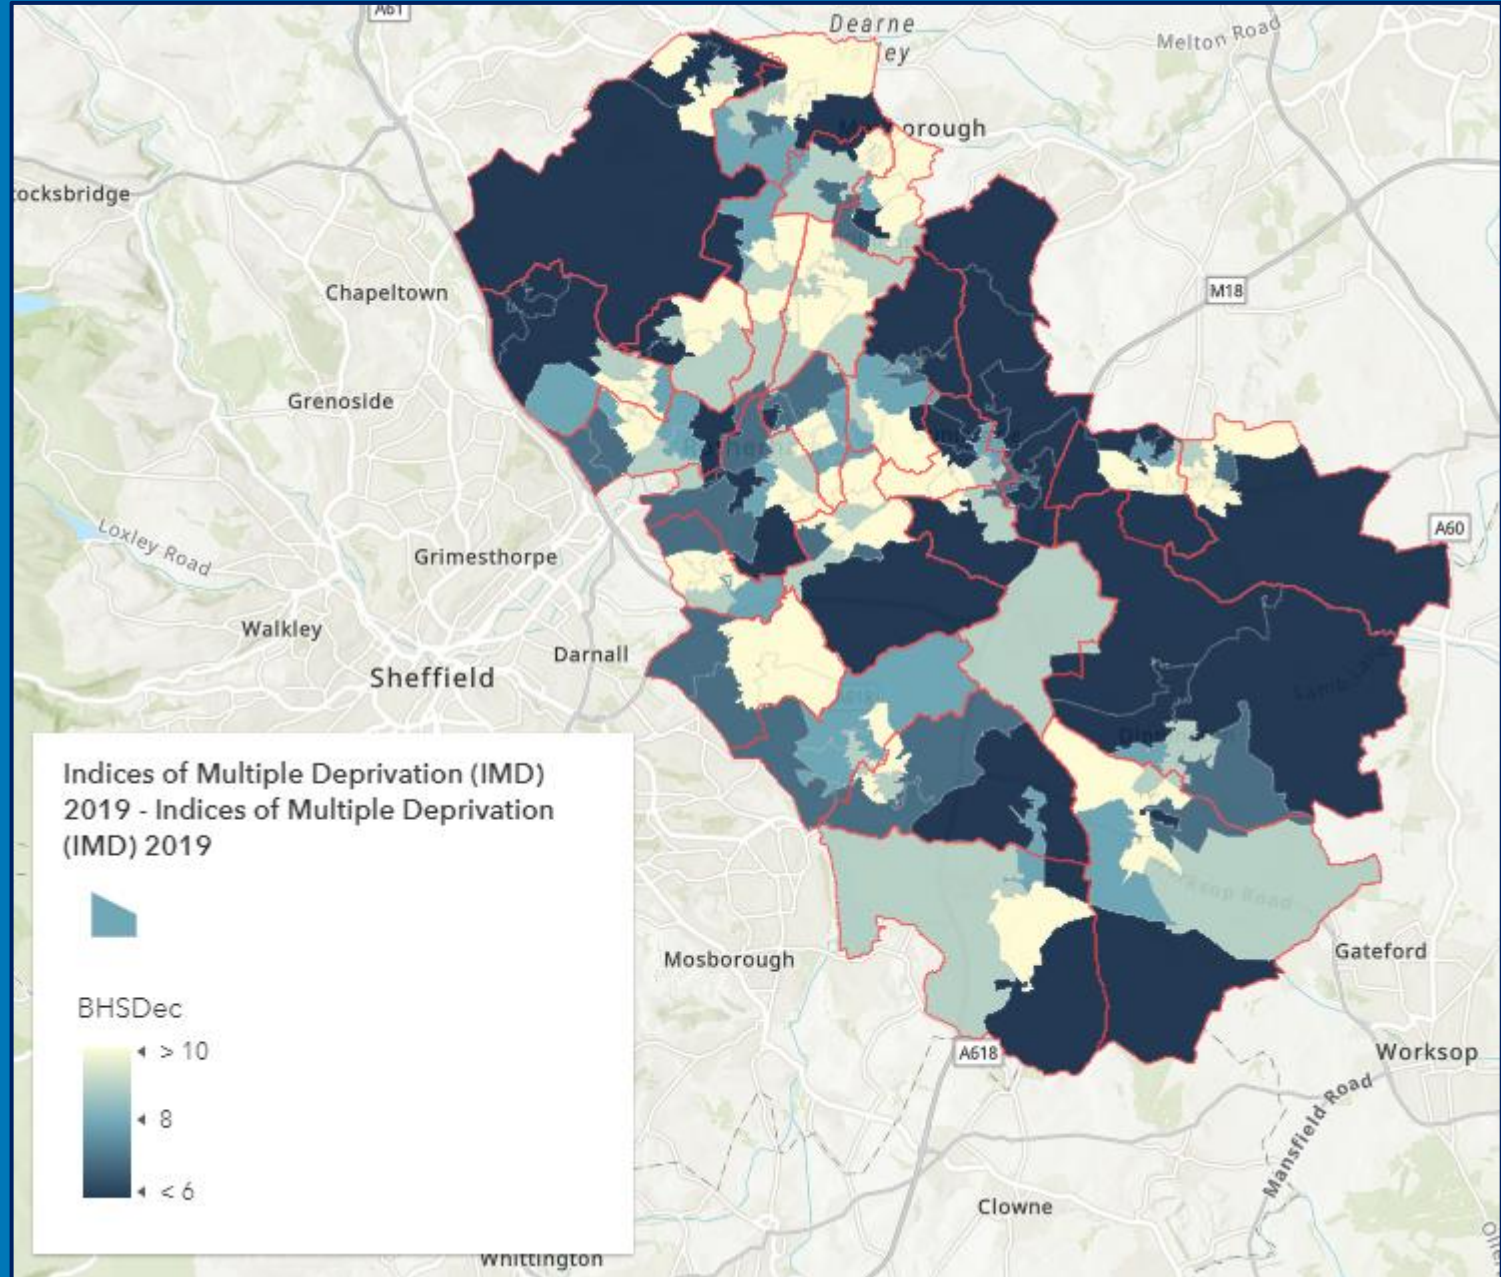 A61
Dearne
ley
Melton Road
orough
ocksbridge
Chapeltown
M18
Grenoside
A60
Loxley Road
Grimesthorpe
Walkley
Darnall
Sheffield
Indices of Multiple Deprivation (IMD)
2019 - Indices of Multiple Deprivation
(IMD) 2019
BHSDec
> 10
8
< 6
Mosborough
Gateford
A618
Worksop
Mansfield Road
Clowne
Whittington